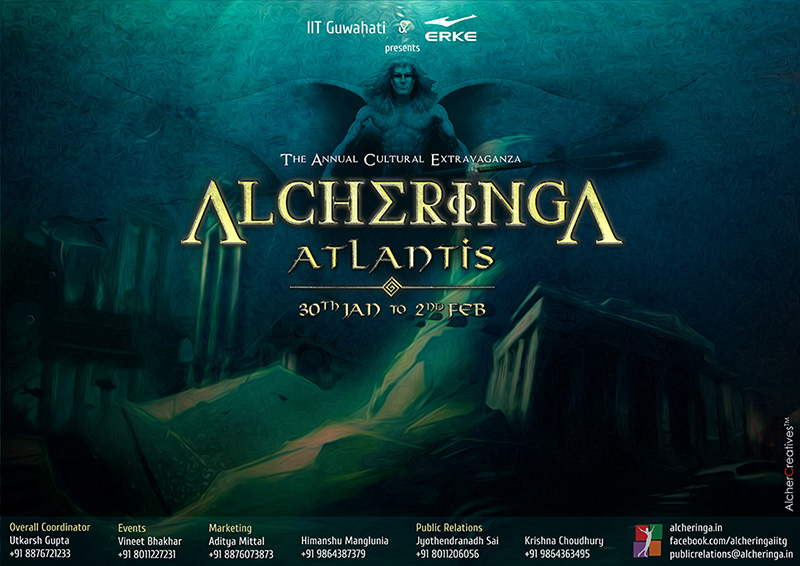 IIT Guwahati & ERKE
presents
The Annual Cultural Extravaganza
ΛLCHΣRINGΛ
ATLANTIS
30TH JAN TO 2ND FEB
AlcherCreatives™
Overall Coordinator
Utkarsh Gupta
+91 8876721233
Events
Vineet Bhakhar
+91 8011227231
Marketing
Aditya Mittal
+91 8876073873
Himanshu Manglunia
+91 9864387379
Public Relations
Jyothendranadh Sai
+91 8011206056
Krishna Choudhury
+91 9864363495
alcheringa.in
facebook.com/alcheringaiitg
publicrelations@alcheringa.in